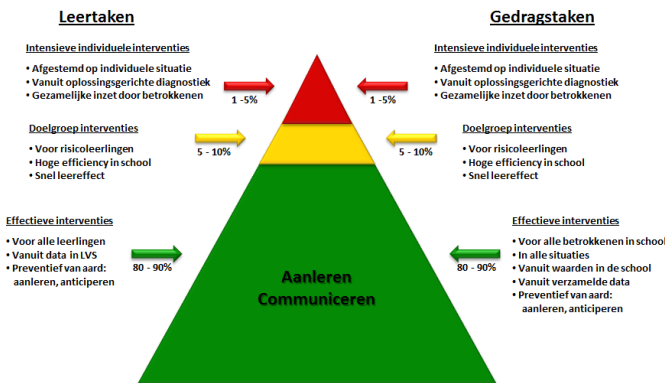 Leertaken
Intensieve individuele interventies
• Afgestemd op individuele situatie
• Vanuit oplossingsgerichte diagnostiek
• Gezamelijke inzet door betrokkenen
1 -5%
Doelgroep interventies
• Voor risicoleerlingen
• Hoge efficiency in school
• Snel leereffect
5 - 10%
Effectieve interventies
• Voor alle leerlingen
• Vanuit data in LVS
• Preventief van aard:
aanleren, anticiperen
80 - 90%
Aanleren
Communiceren
Gedragstaken
Intensieve individuele interventies
• Afgestemd op individuele situatie
• Vanuit oplossingsgerichte diagnostiek
• Gezamelijke inzet door betrokkenen
1 -5%
Doelgroep interventies
• Voor risicoleerlingen
• Hoge efficiency in school
• Snel leereffect
5 - 10%
Effectieve interventies
• Voor alle betrokkenen in school
• In alle situaties
• Vanuit waarden in de school
• Vanuit verzamelde data
• Preventief van aard:
aanleren, anticiperen
80 - 90%